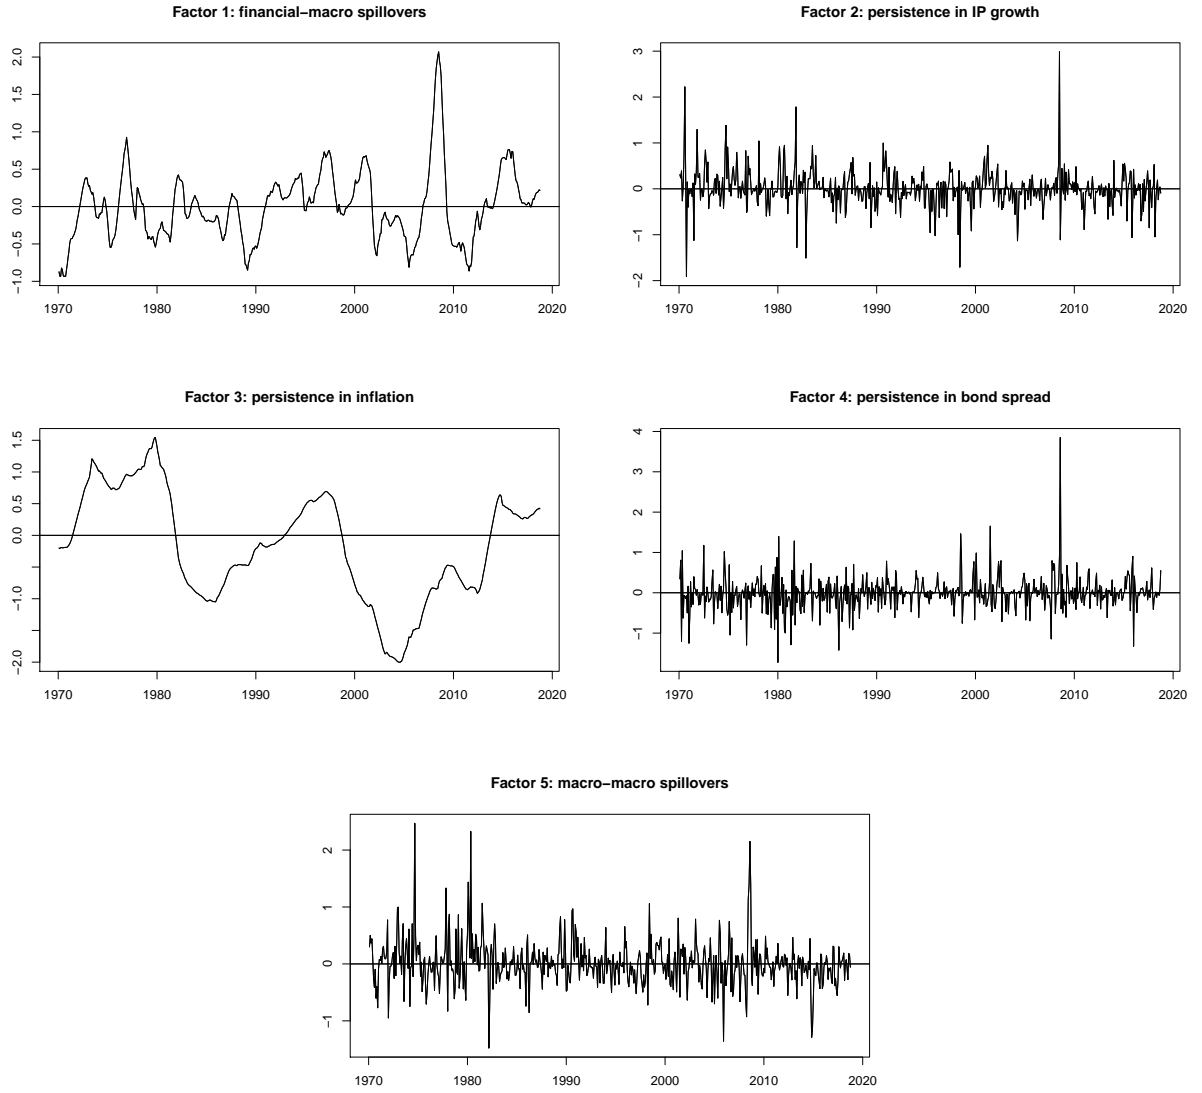 Factor 1: financial−macro spillovers
2.0
1.5
1.0
0.5
0.0
−0.5
−1.0
1970 1980 1990 2000 2010 2020
Factor 2: persistence in IP growth
3
2
1
0
−1
−2
1970 1980 1990 2000 2010 2020
Factor 3: persistence in inflation
1.5
1.0
0.5
0.0
−1.0
−2.0
1970 1980 1990 2000 2010 2020
Factor 4: persistence in bond spread
4
3
2
1
0
−1
1970 1980 1990 2000 2010 2020
Factor 5: macro−macro spillovers
2
1
0
−1
1970 1980 1990 2000 2010 2020